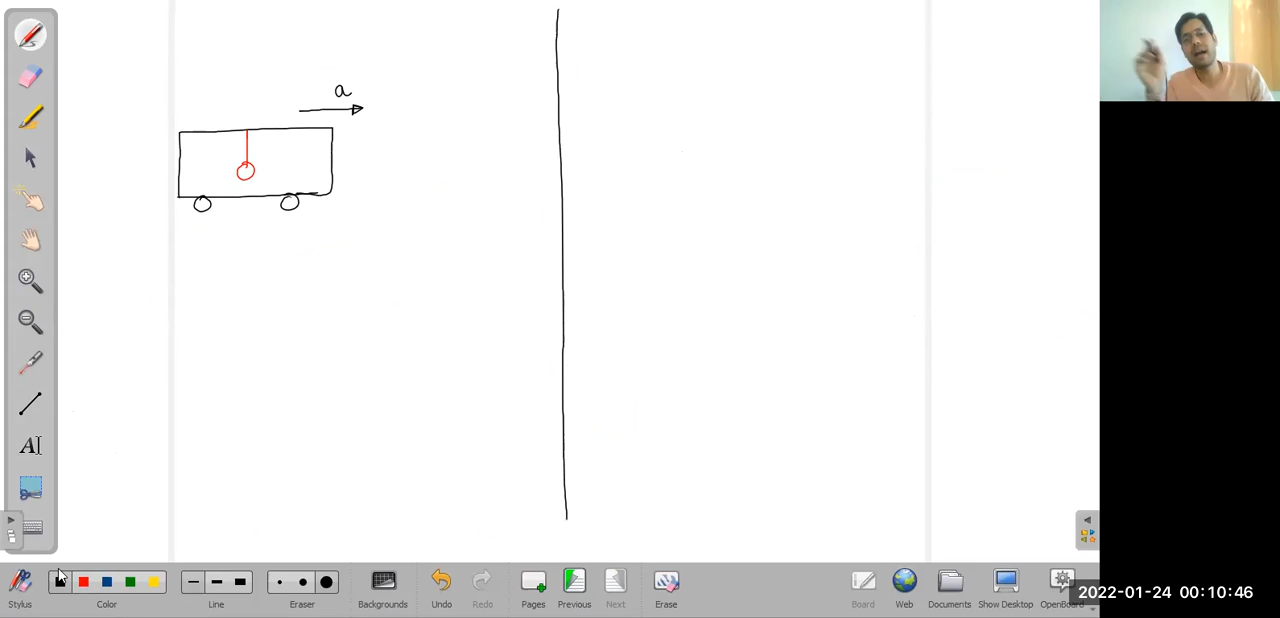 a
A
Stylus
Color
Line
Eraser
Backgrounds
Undo
Redo
Pages
Previous
Next
Erase
Board
Web
Documents
Show Desktop
OpenBoard
2022-01-24 00:10:46